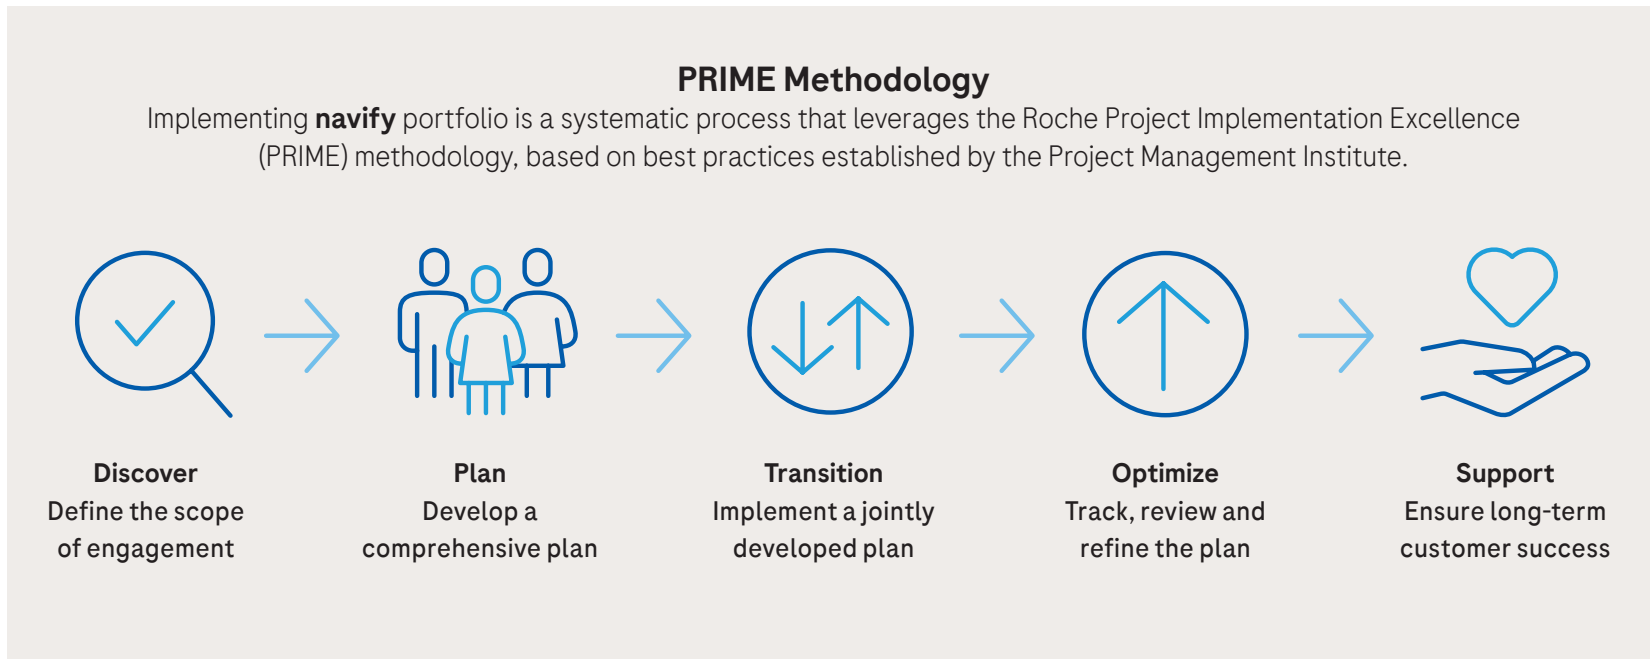 PRIME Methodology
Implementing navify portfolio is a systematic process that leverages the Roche Project Implementation Excellence
(PRIME) methodology, based on best practices established by the Project Management Institute.
Discover
Define the scope
of engagement
Plan
Develop a
comprehensive plan
Transition
Implement a jointly
developed plan
Optimize
Track, review and
refine the plan
Support
Ensure long-term
customer success